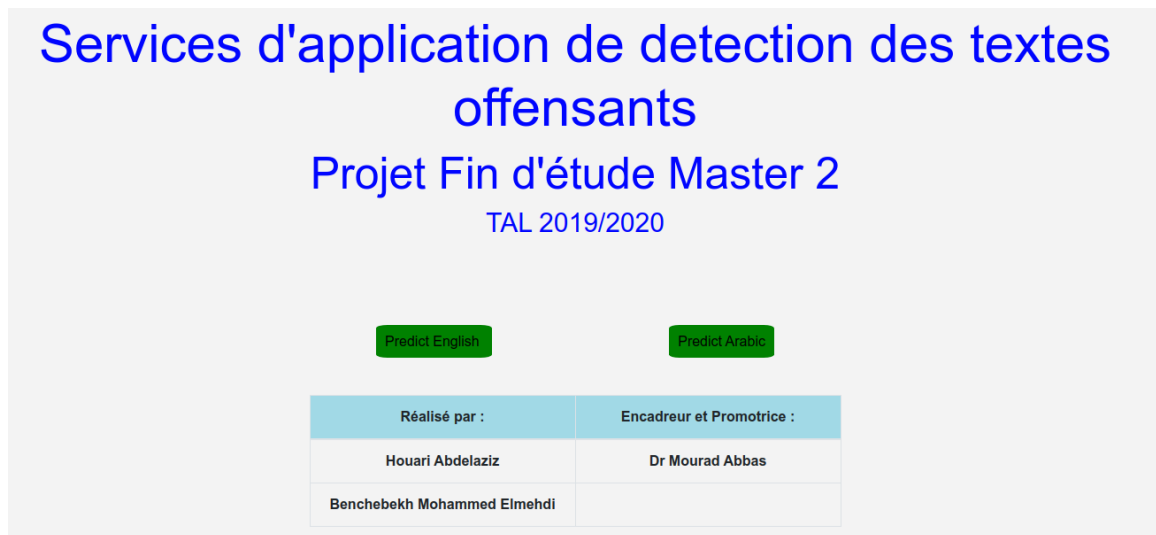 Services d'application de detection des textes
offensants
Projet Fin d'étude Master 2
TAL 2019/2020
Predict English Predict Arabic
Réalisé par : Encadreur et Promotrice :
Houari Abdelaziz Dr Mourad Abbas
Benchebekh Mohammed Elmehdi